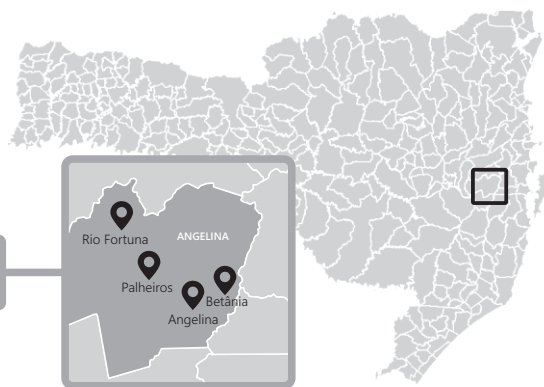 ANGELINA
Rio Fortuna
Palheiros
Betânia
Angelina